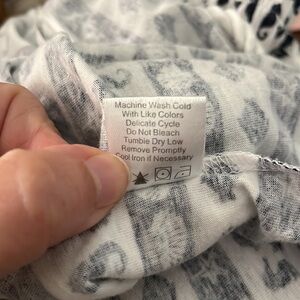 Machine Wash Cold
With Like Colors
Delicate Cycle
Do Not Bleach
Tumble Dry Low
Remove Promptly
Cool Iron if Necessary